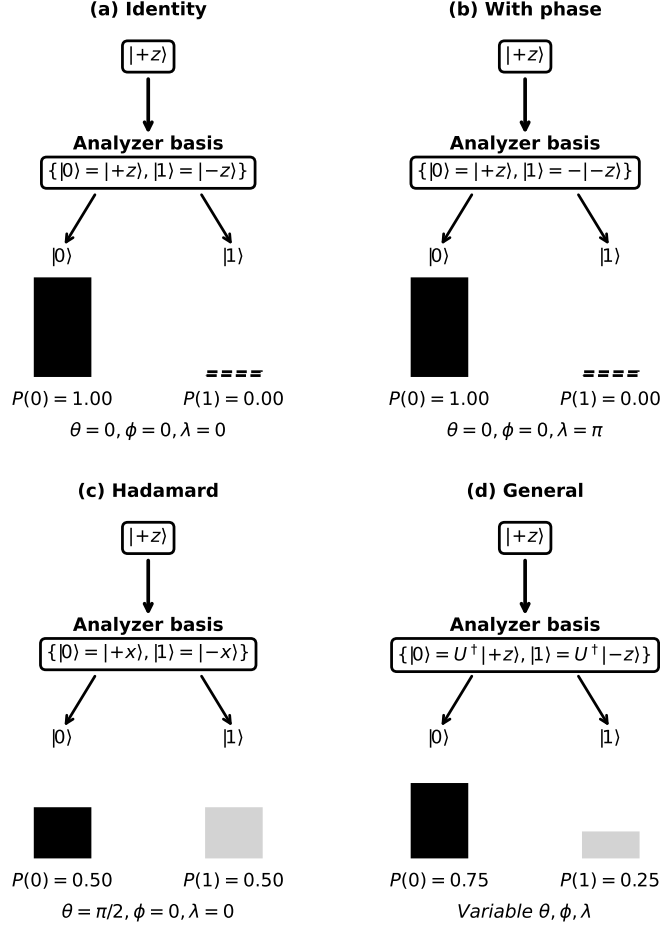 (a) Identity
|+z⟩
Analyzer basis
{|0⟩ = |+z⟩, |1⟩ = |−z⟩}
|0⟩ |1⟩
P(0) = 1.00 P(1) = 0.00
θ = 0, ϕ = 0, λ = 0
(b) With phase
|+z⟩
Analyzer basis
{|0⟩ = |+z⟩, |1⟩ = −|−z⟩}
|0⟩ |1⟩
P(0) = 1.00 P(1) = 0.00
θ = 0, ϕ = 0, λ = π
(c) Hadamard
|+z⟩
Analyzer basis
{|0⟩ = |+x⟩, |1⟩ = |−x⟩}
|0⟩ |1⟩
P(0) = 0.50 P(1) = 0.50
θ = π/2, ϕ = 0, λ = 0
(d) General
|+z⟩
Analyzer basis
{|0⟩ = U†|+z⟩, |1⟩ = U†|−z⟩}
|0⟩ |1⟩
P(0) = 0.75 P(1) = 0.25
Variable θ, ϕ, λ